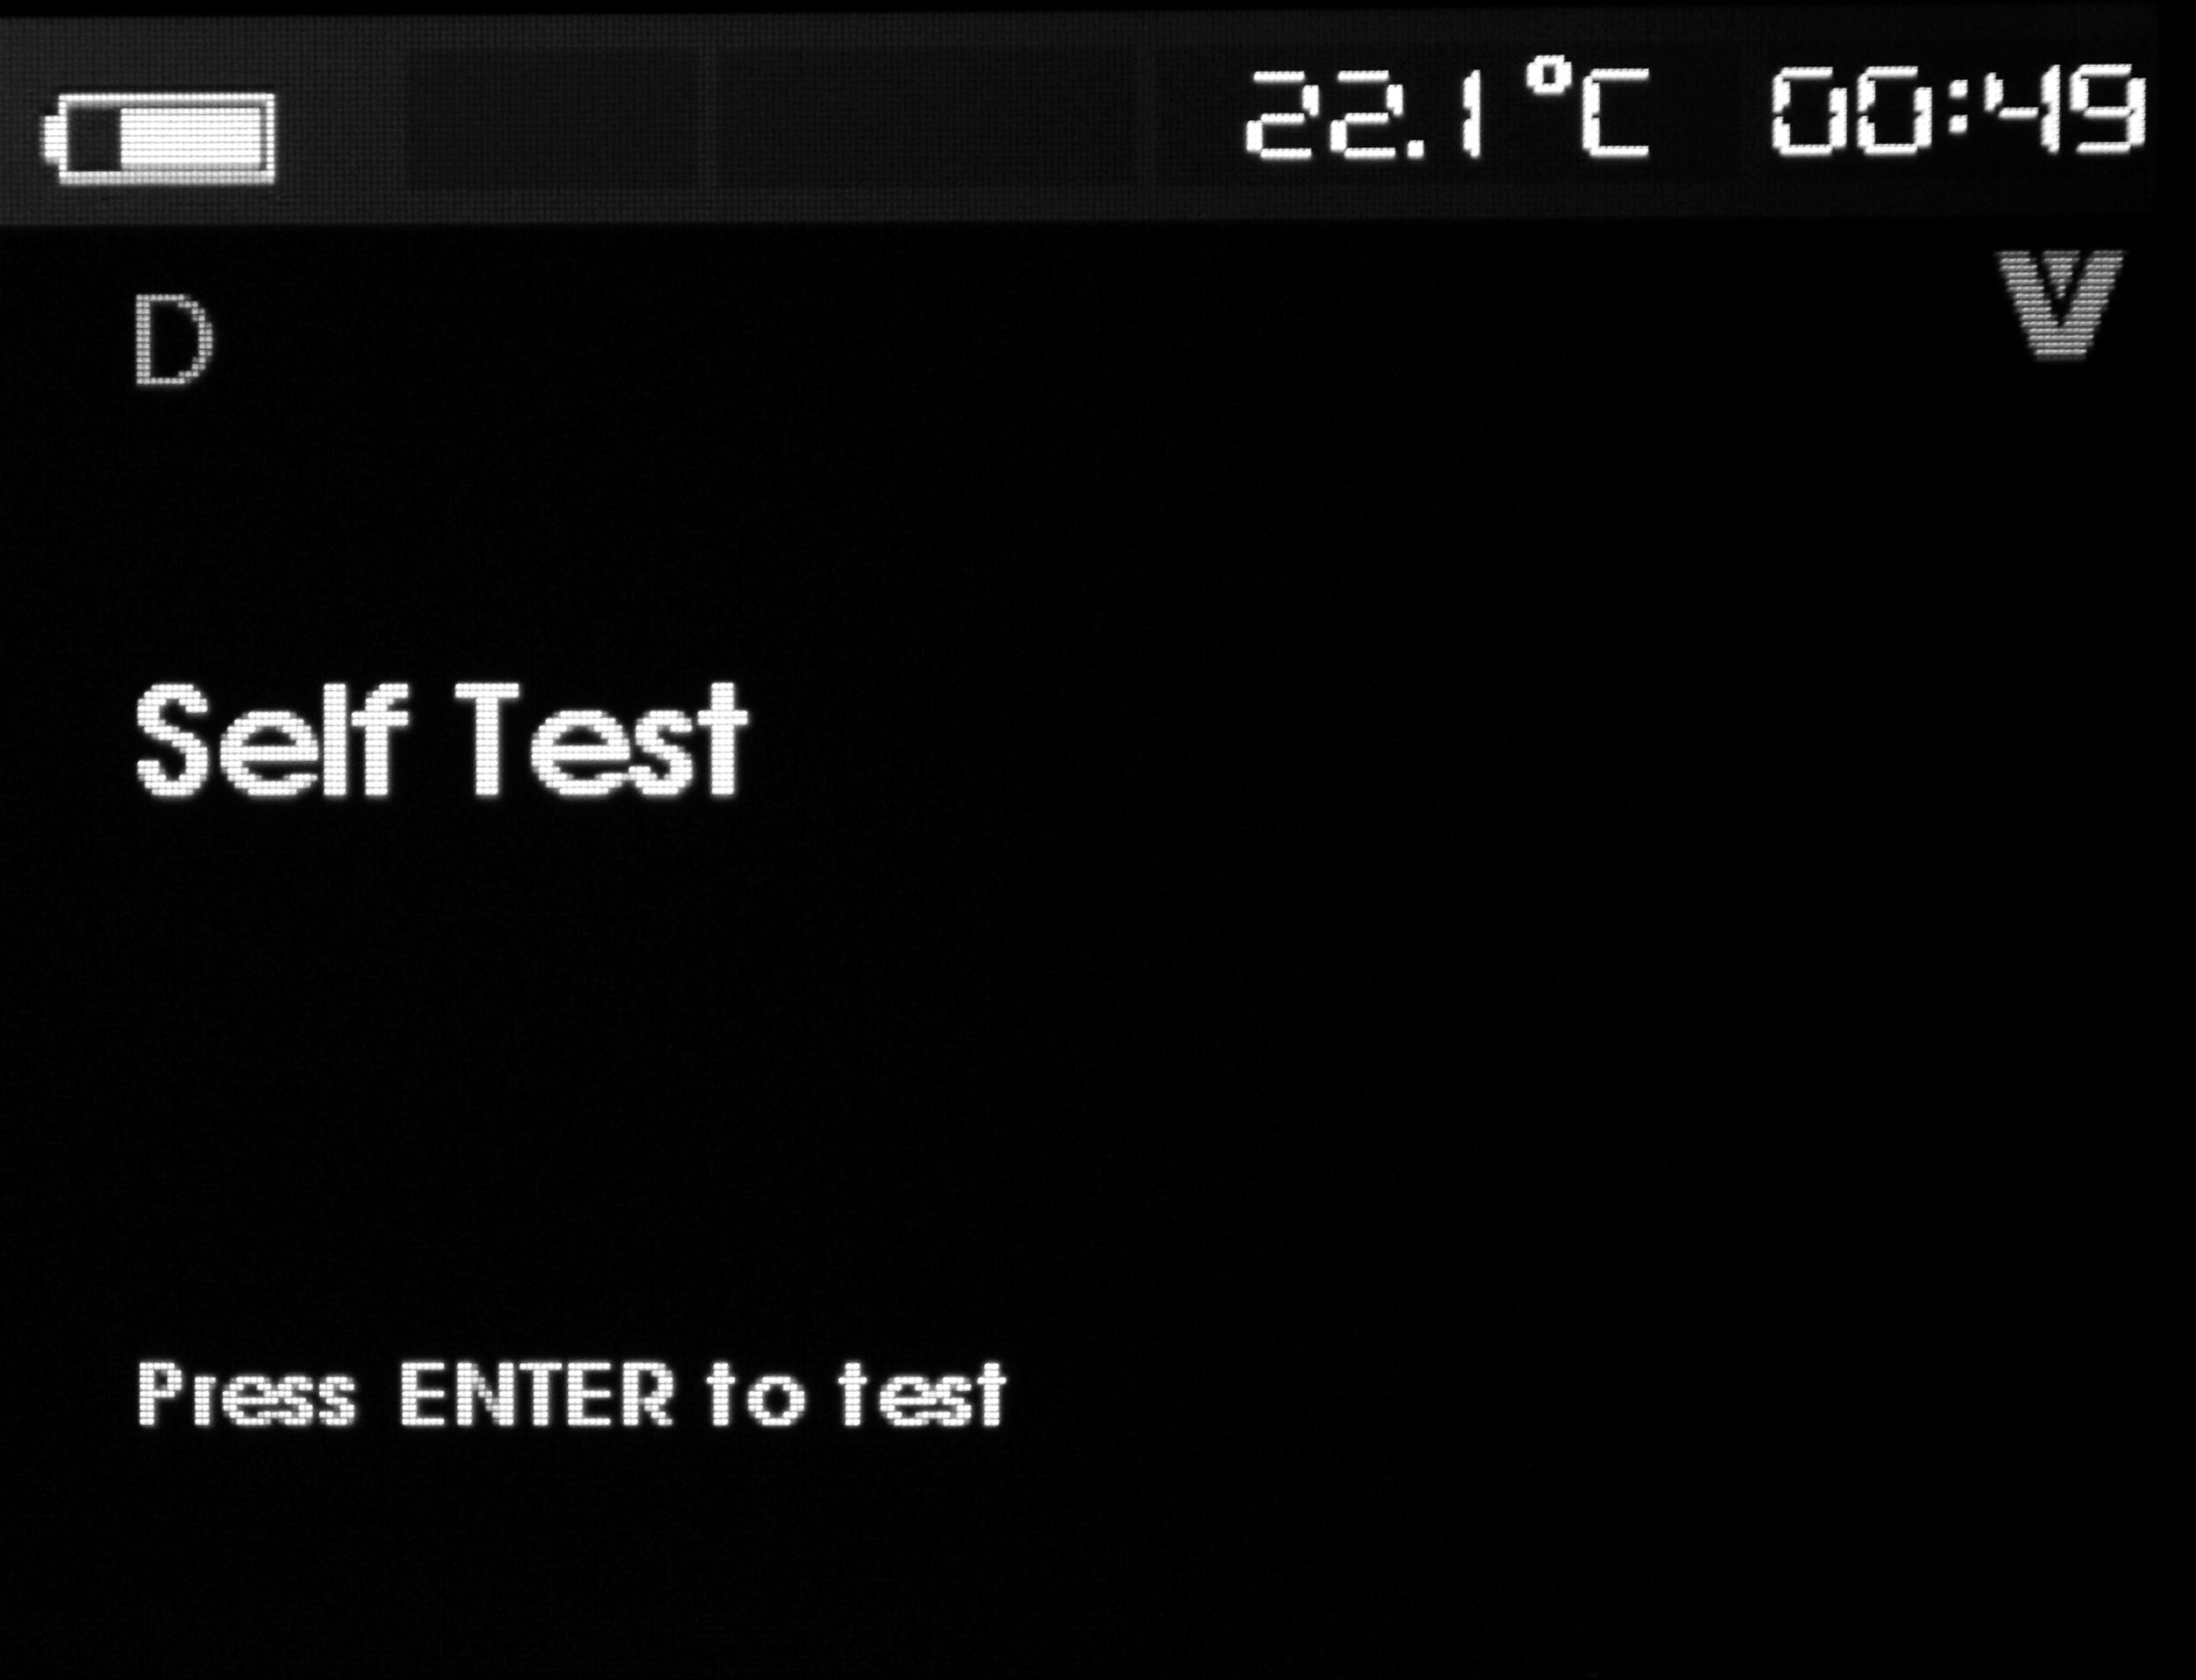 22.1°C 00:49
D V
Self Test
Press ENTER to test